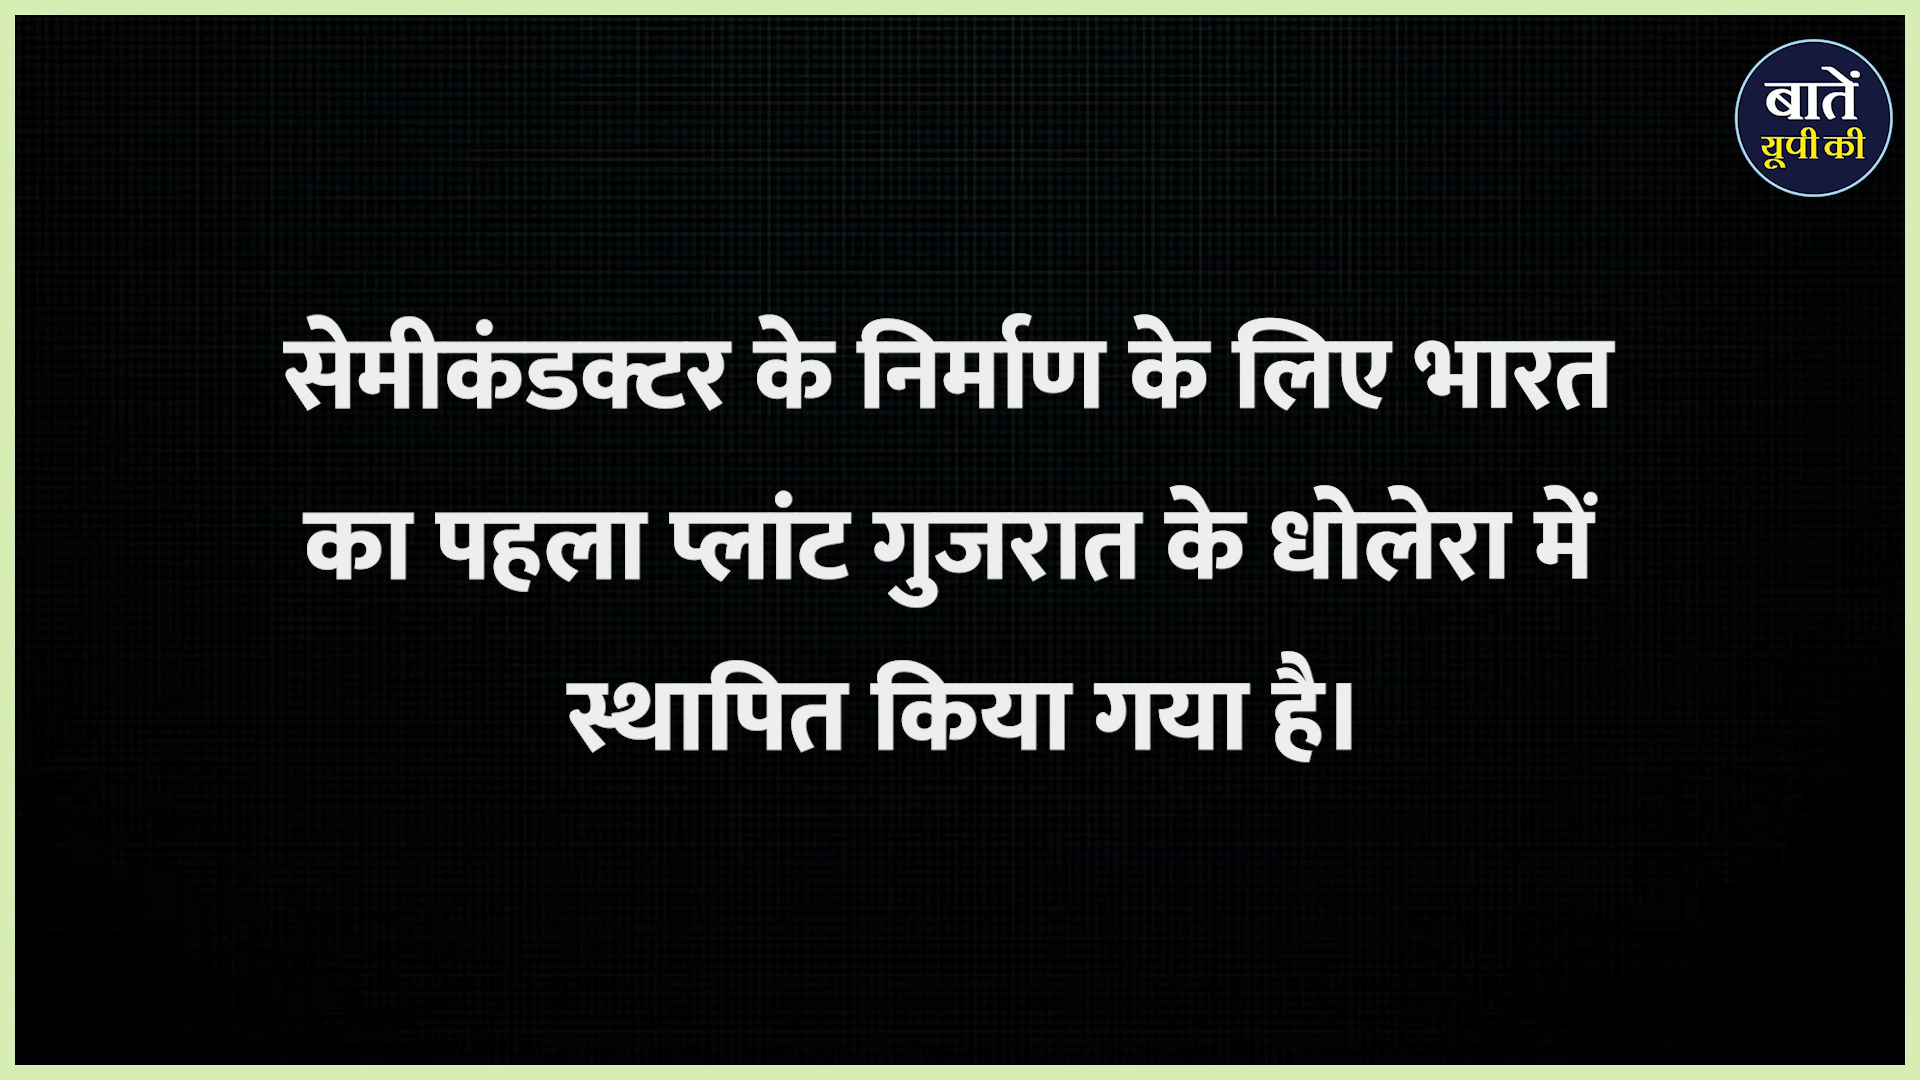 बातें
यूपी की
सेमीकंडक्टर के निर्माण के लिए भारत
का पहला प्लांट गुजरात के धोलेरा में
स्थापित किया गया है।